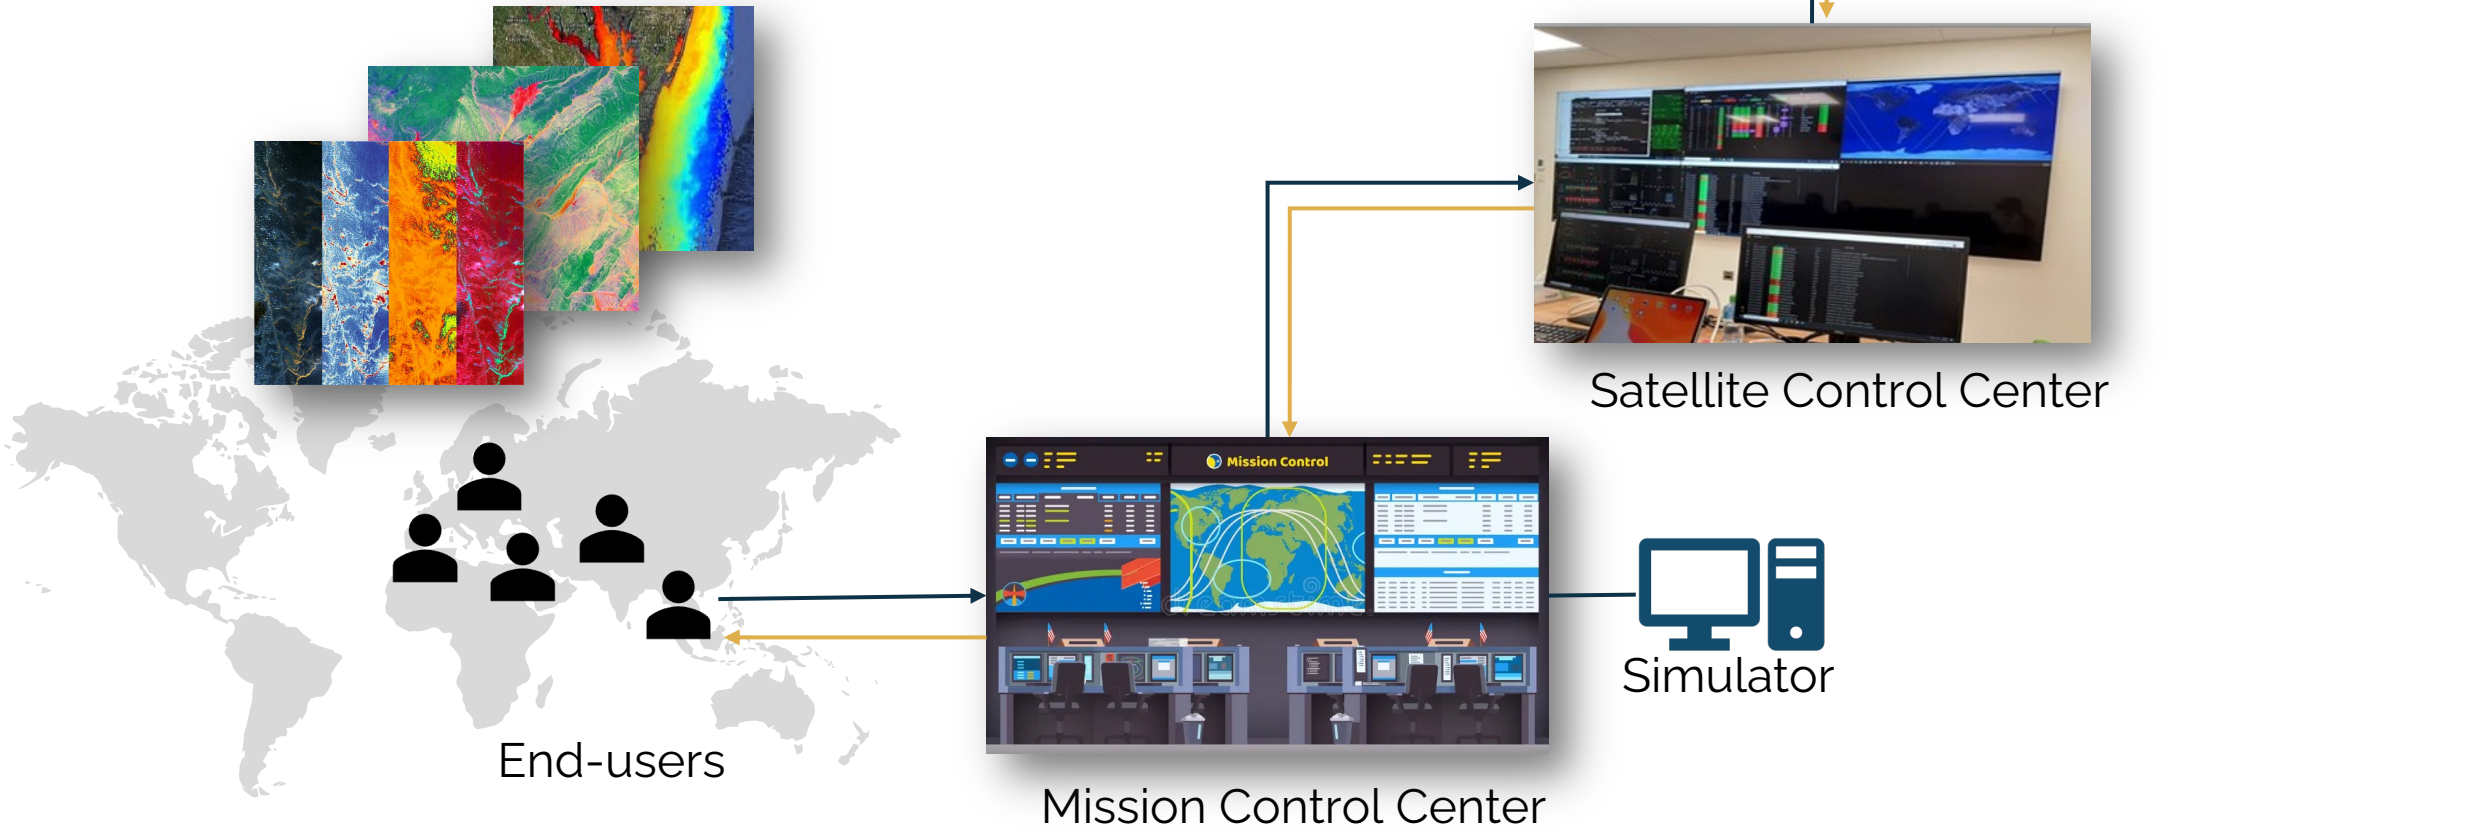 Satellite Control Center
Mission Control
Simulator
End-users
Mission Control Center